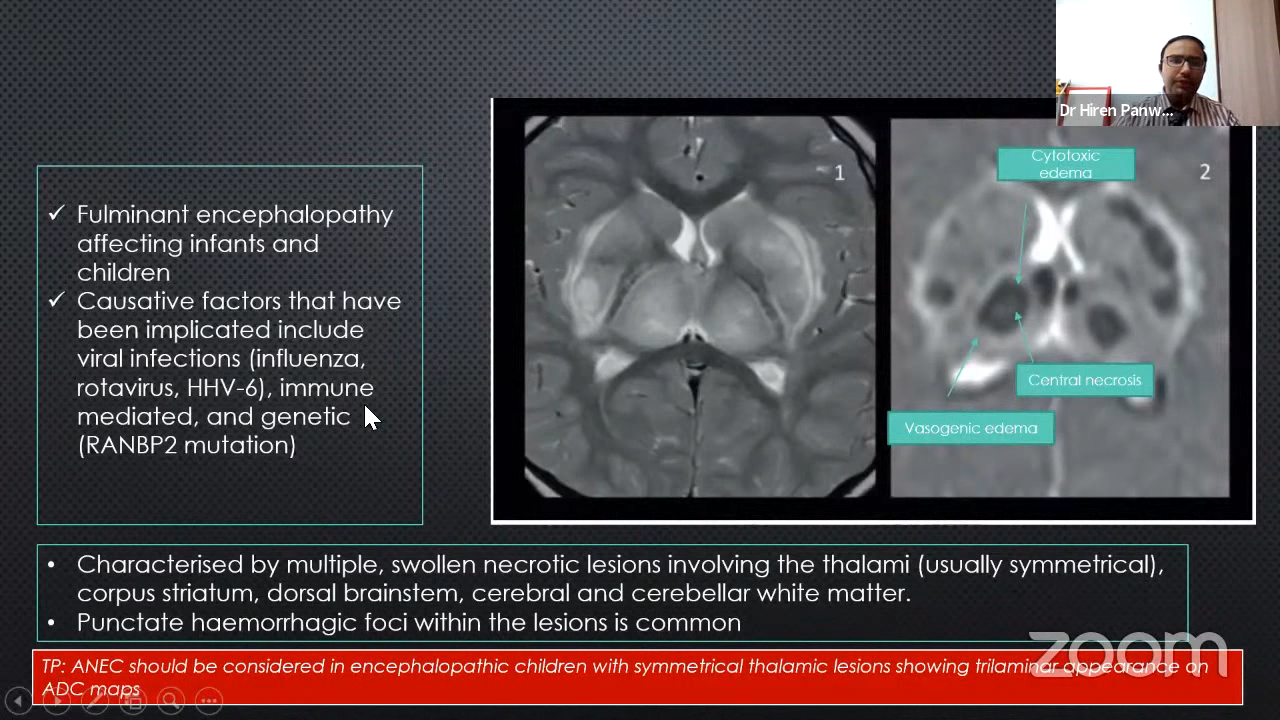 Dr Hiren Panw...
✓ Fulminant encephalopathy
affecting infants and
children
✓ Causative factors that have
been implicated include
viral infections (influenza,
rotavirus, HHV-6), immune
mediated, and genetic
(RANBP2 mutation)
1
2
Cytotoxic
edema
Central necrosis
Vasogenic edema
• Characterised by multiple, swollen necrotic lesions involving the thalami (usually symmetrical),
corpus striatum, dorsal brainstem, cerebral and cerebellar white matter.
• Punctate haemorrhagic foci within the lesions is common
zoom
TP: ANEC should be considered in encephalopathic children with symmetrical thalamic lesions showing trilaminar appearance on
ADC maps